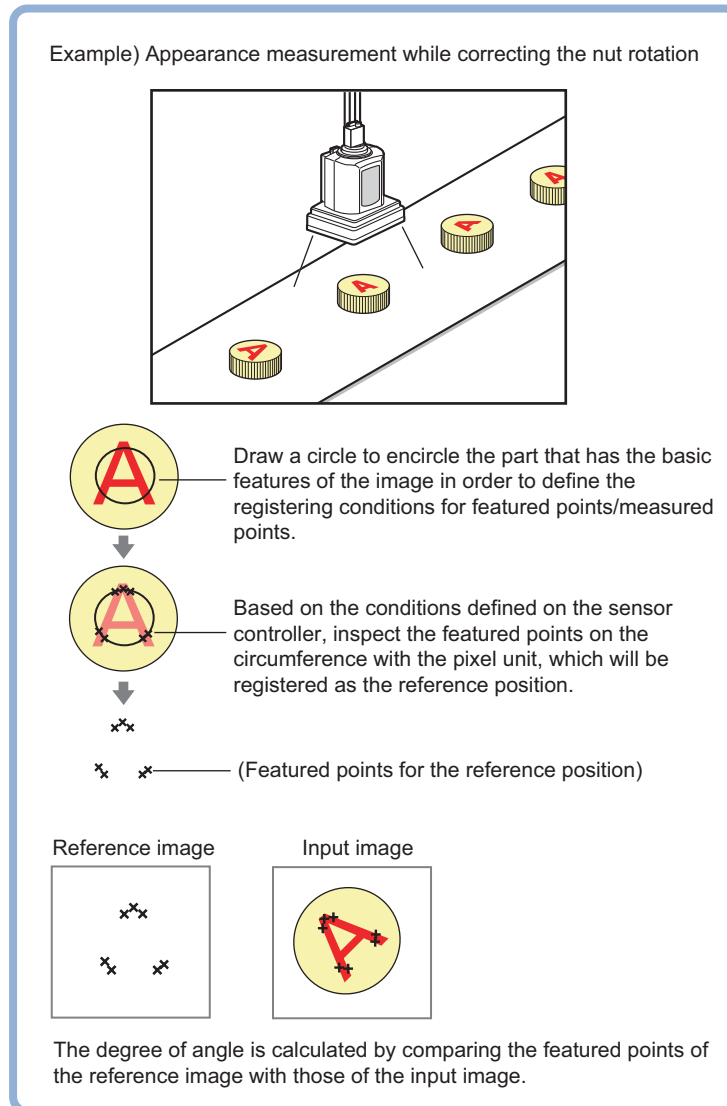 Example) Appearance measurement while correcting the nut rotation
A
A
A
A
A
Draw a circle to encircle the part that has the basic
features of the image in order to define the
registering conditions for featured points/measured
points.
A
Based on the conditions defined on the sensor
controller, inspect the featured points on the
circumference with the pixel unit, which will be
registered as the reference position.
(Featured points for the reference position)
Reference image
Input image
A
The degree of angle is calculated by comparing the featured points of
the reference image with those of the input image.